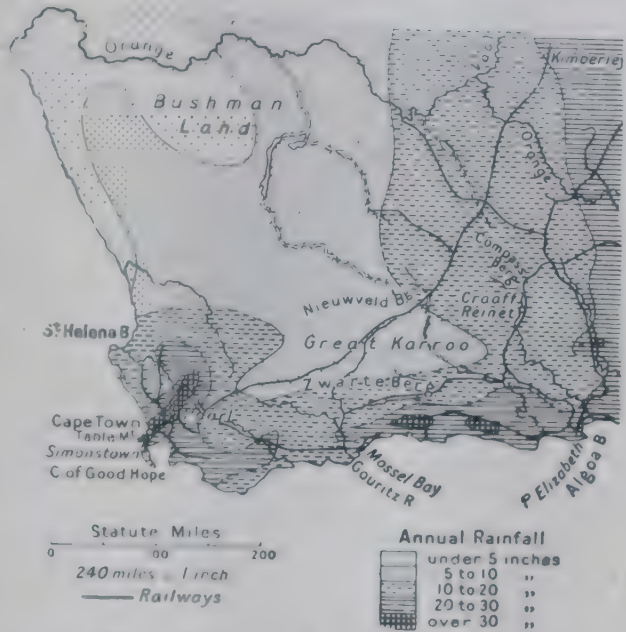 Orange
Bushman
Land
Vaal
Kimberley
Orange
Compass
Berg
Nieuwveld Bg
Graaff
Reinet
St Helena B
Great Karroo
Zwarte Berg
Cape Town
Table Mt
Simonstown
C of Good Hope
Mossel Bay
Gouritz R
P Elizabeth
Algoa B
Statute Miles
0 100 200
240 miles = 1 inch
Railways
Annual Rainfall
under 5 inches
5 to 10 "
10 to 20 "
20 to 30 "
over 30 "